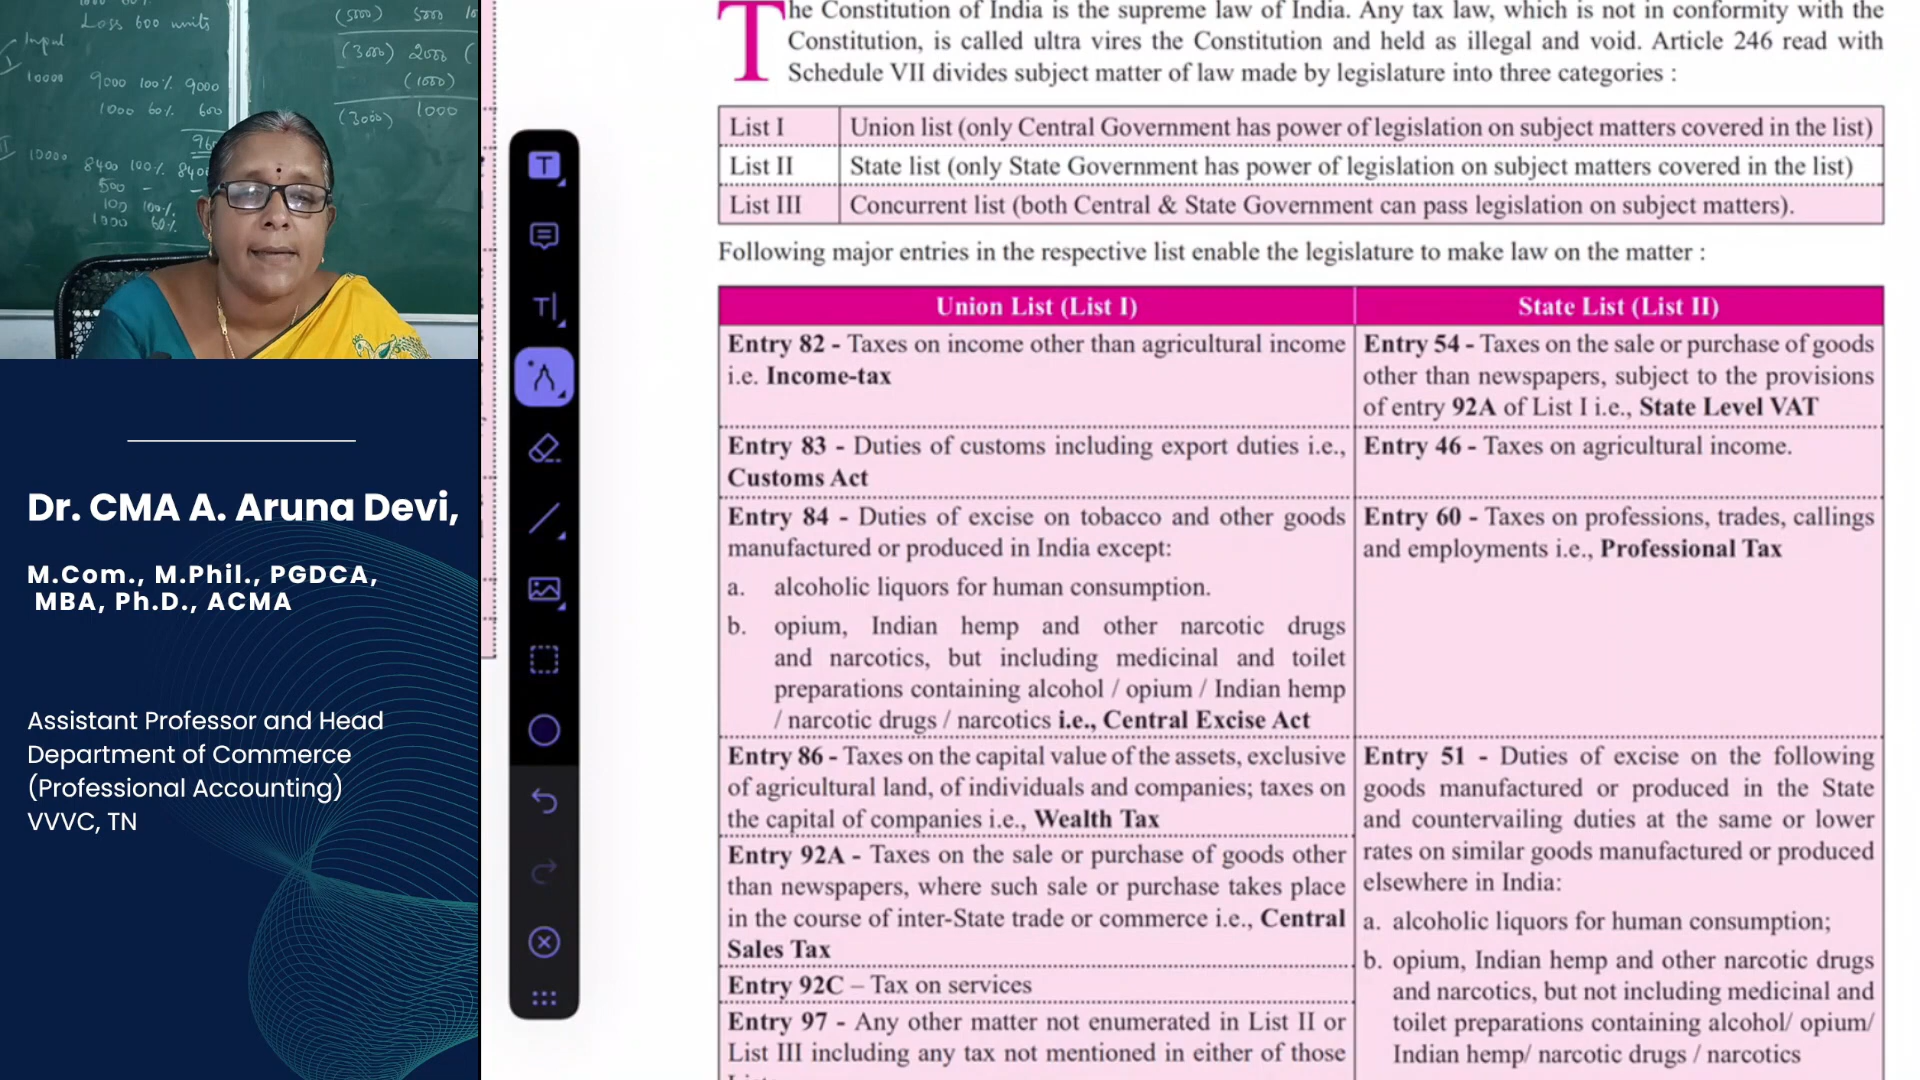 Loss 600 units
Input
10000 9000 100% 9000
1000 60% 600
10000
8400 100% 840
500 -
100 100%
1000 60%
(5000) 5000
(3000) 2000
(1000)
(3000) 1000
Dr. CMA A. Aruna Devi,
M.Com., M.Phil., PGDCA,
MBA, Ph.D., ACMA
Assistant Professor and Head
Department of Commerce
(Professional Accounting)
VVVC, TN
The Constitution of India is the supreme law of India. Any tax law, which is not in conformity with the
Constitution, is called ultra vires the Constitution and held as illegal and void. Article 246 read with
Schedule VII divides subject matter of law made by legislature into three categories :
List I Union list (only Central Government has power of legislation on subject matters covered in the list)
List II State list (only State Government has power of legislation on subject matters covered in the list)
List III Concurrent list (both Central & State Government can pass legislation on subject matters).
Following major entries in the respective list enable the legislature to make law on the matter :
Union List (List I)
Entry 82 - Taxes on income other than agricultural income
i.e. Income-tax
Entry 83 - Duties of customs including export duties i.e.,
Customs Act
Entry 84 - Duties of excise on tobacco and other goods
manufactured or produced in India except:
a. alcoholic liquors for human consumption.
b. opium, Indian hemp and other narcotic drugs
and narcotics, but including medicinal and toilet
preparations containing alcohol / opium / Indian hemp
/ narcotic drugs / narcotics i.e., Central Excise Act
Entry 86 - Taxes on the capital value of the assets, exclusive
of agricultural land, of individuals and companies; taxes on
the capital of companies i.e., Wealth Tax
Entry 92A - Taxes on the sale or purchase of goods other
than newspapers, where such sale or purchase takes place
in the course of inter-State trade or commerce i.e., Central
Sales Tax
Entry 92C – Tax on services
Entry 97 - Any other matter not enumerated in List II or
List III including any tax not mentioned in either of those
State List (List II)
Entry 54 - Taxes on the sale or purchase of goods
other than newspapers, subject to the provisions
of entry 92A of List I i.e., State Level VAT
Entry 46 - Taxes on agricultural income.
Entry 60 - Taxes on professions, trades, callings
and employments i.e., Professional Tax
Entry 51 - Duties of excise on the following
goods manufactured or produced in the State
and countervailing duties at the same or lower
rates on similar goods manufactured or produced
elsewhere in India:
a. alcoholic liquors for human consumption;
b. opium, Indian hemp and other narcotic drugs
and narcotics, but not including medicinal and
toilet preparations containing alcohol/ opium/
Indian hemp/ narcotic drugs / narcotics